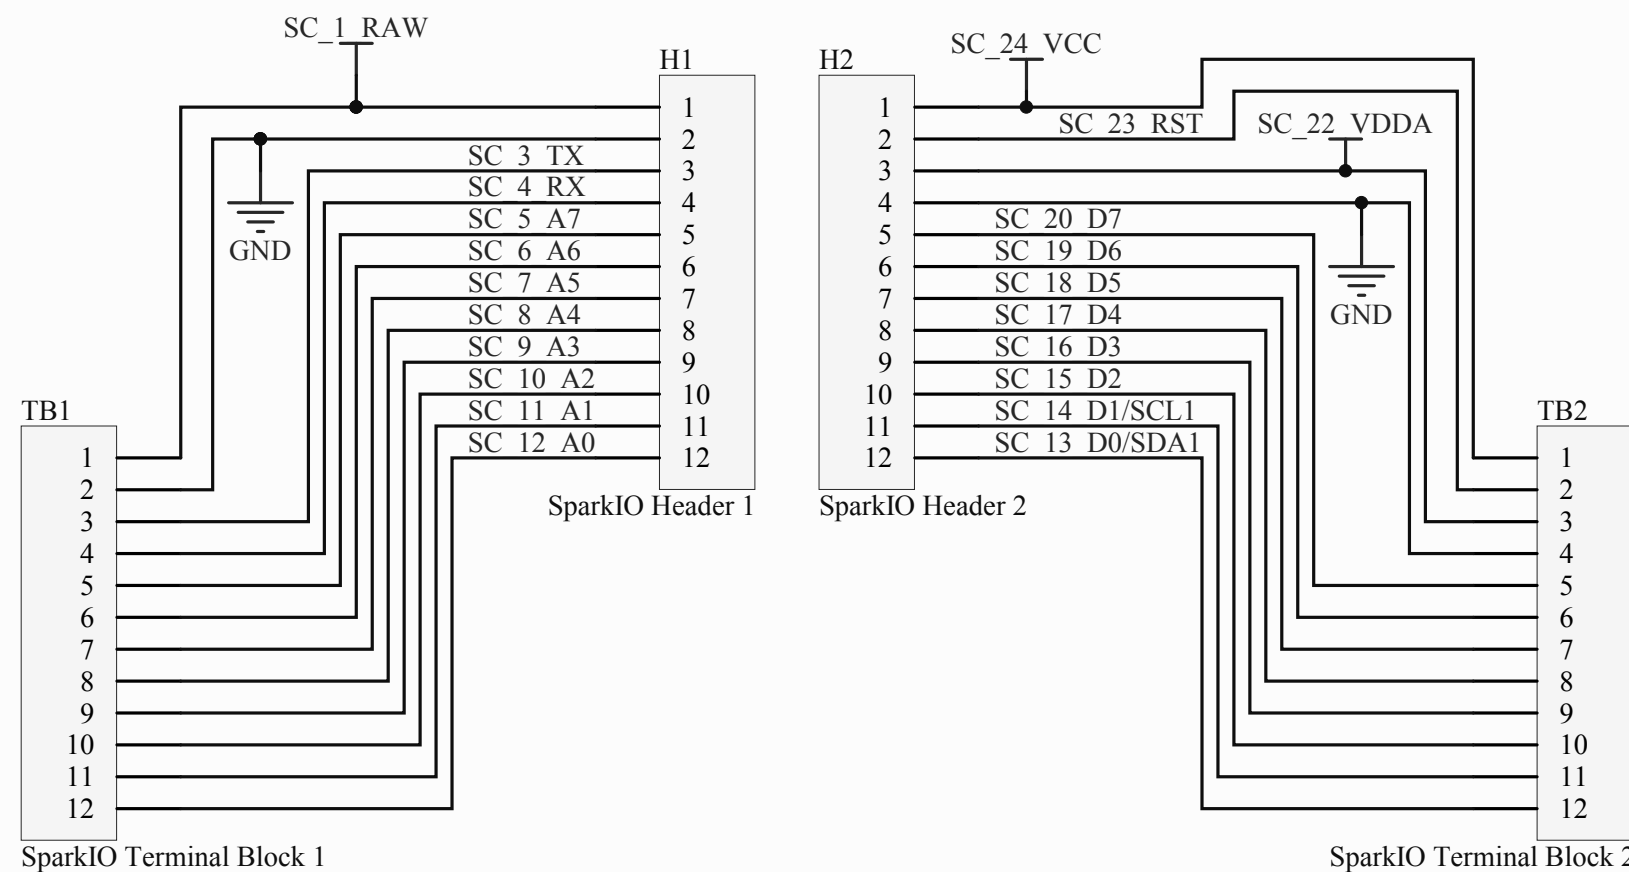 SC_1_RAW
H1
1
2
3
4
5
6
7
8
9
10
11
12
SC_3_TX
SC_4_RX
SC_5_A7
SC_6_A6
SC_7_A5
SC_8_A4
SC_9_A3
SC_10_A2
SC_11_A1
SC_12_A0
GND
SparkIO Header 1
TB1
1
2
3
4
5
6
7
8
9
10
11
12
SparkIO Terminal Block 1
H2
SC_24_VCC
1
2
3
4
5
6
7
8
9
10
11
12
SC_23_RST
SC_22_VDDA
SC_20_D7
SC_19_D6
SC_18_D5
SC_17_D4
SC_16_D3
SC_15_D2
SC_14_D1/SCL1
SC_13_D0/SDA1
GND
SparkIO Header 2
TB2
1
2
3
4
5
6
7
8
9
10
11
12
SparkIO Terminal Block 2